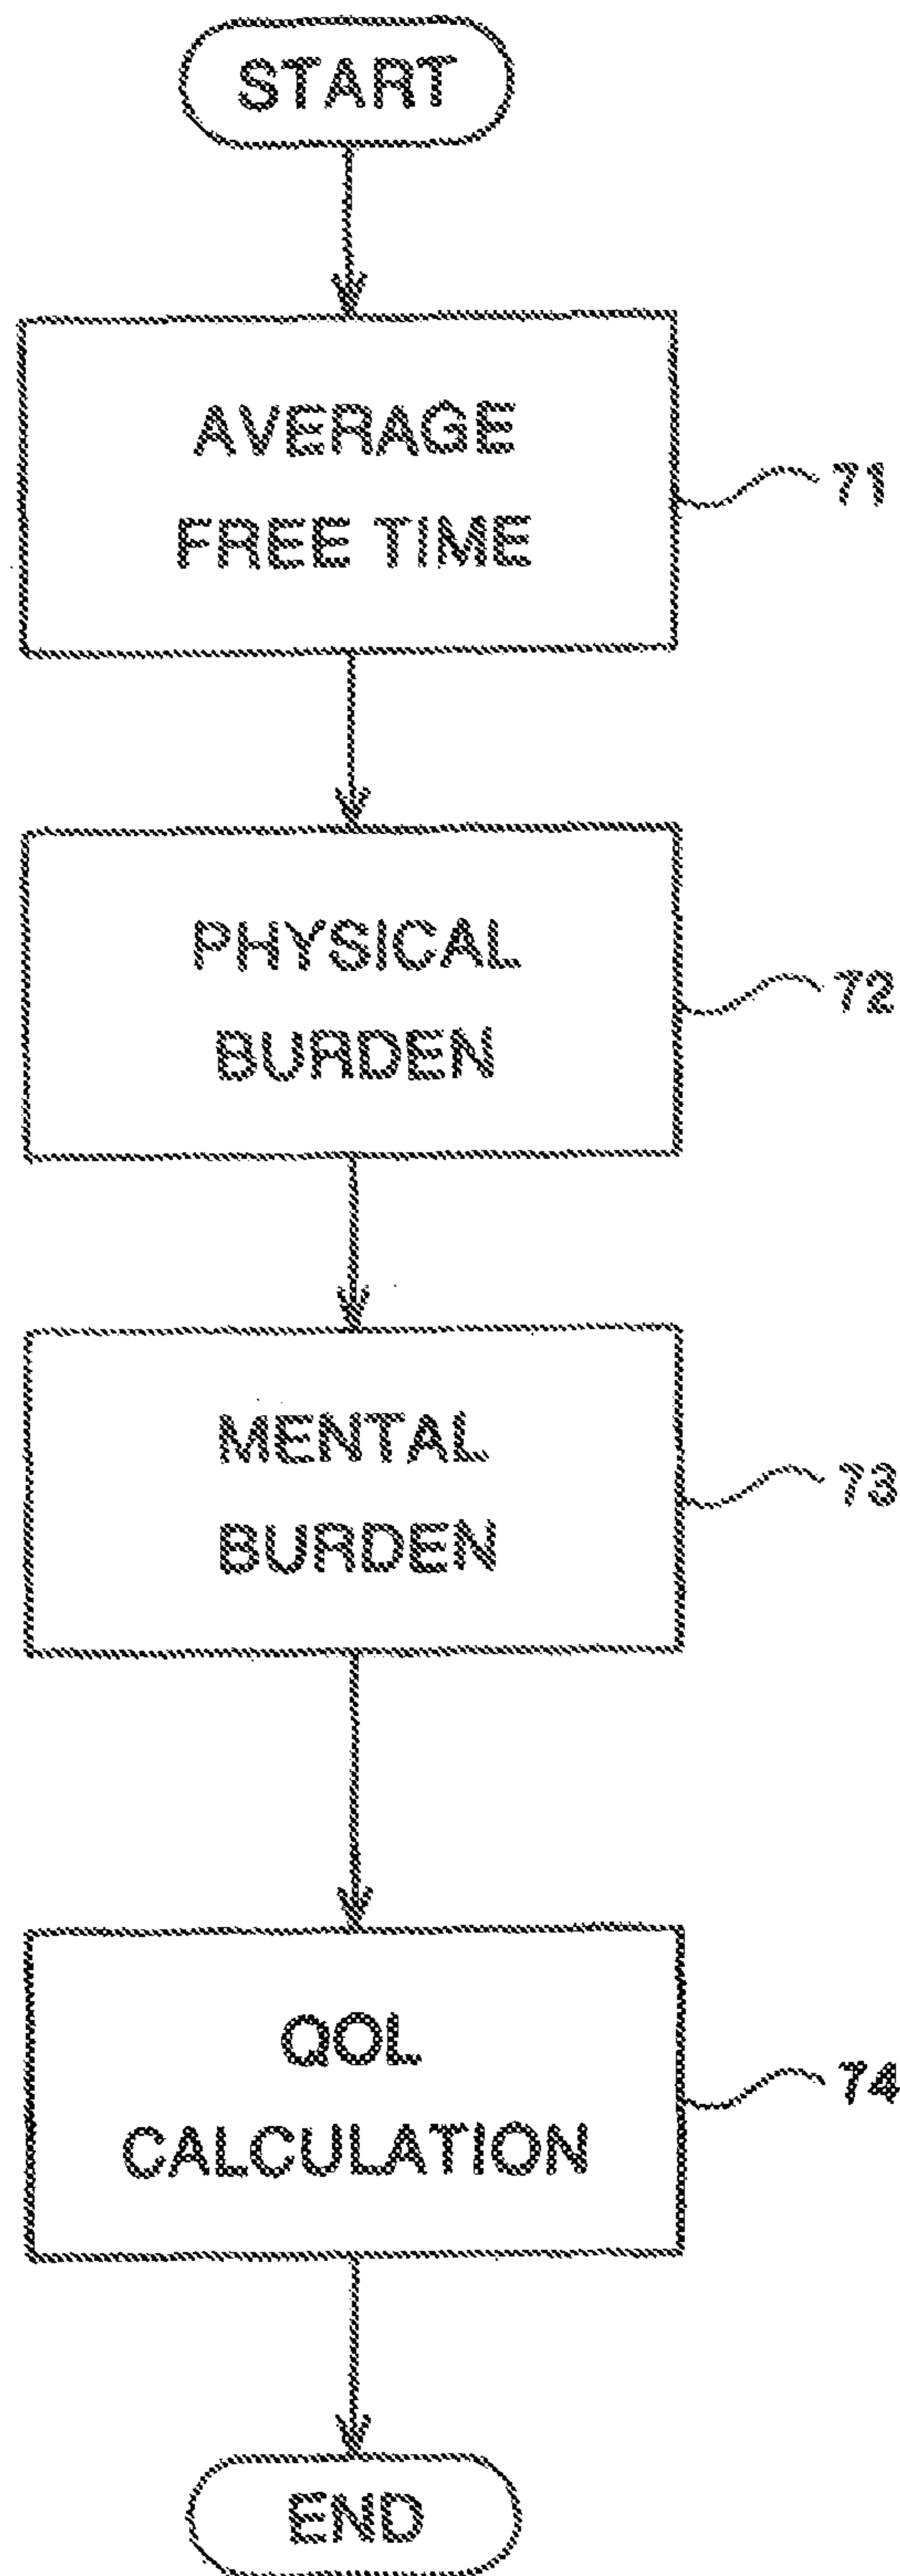 START
AVERAGE
FREE TIME
71
PHYSICAL
BURDEN
72
MENTAL
BURDEN
73
QOL
CALCULATION
74
END